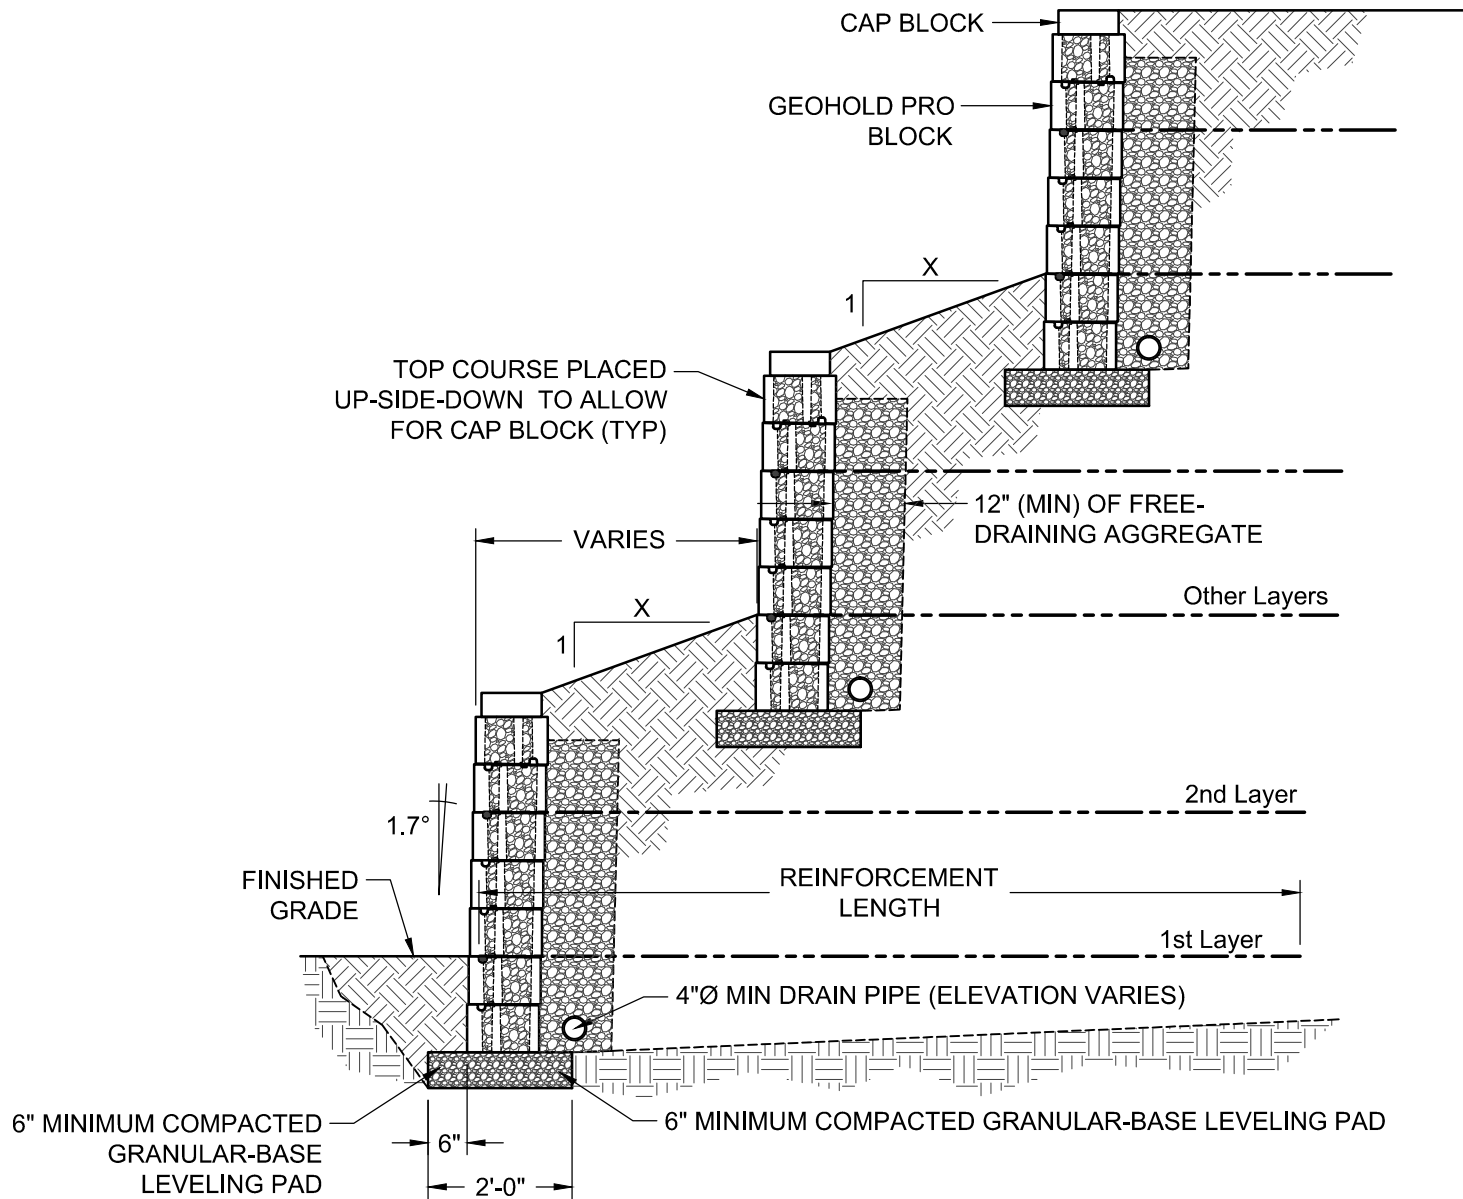 CAP BLOCK
GEOHOLD PRO
BLOCK
X
1
TOP COURSE PLACED
UP-SIDE-DOWN TO ALLOW
FOR CAP BLOCK (TYP)
12" (MIN) OF FREE-
DRAINING AGGREGATE
VARIES
Other Layers
X
1
2nd Layer
1.7°
FINISHED
GRADE
REINFORCEMENT
LENGTH
1st Layer
4"Ø MIN DRAIN PIPE (ELEVATION VARIES)
6" MINIMUM COMPACTED
GRANULAR-BASE
LEVELING PAD
6" MINIMUM COMPACTED GRANULAR-BASE LEVELING PAD
6"
2'-0"